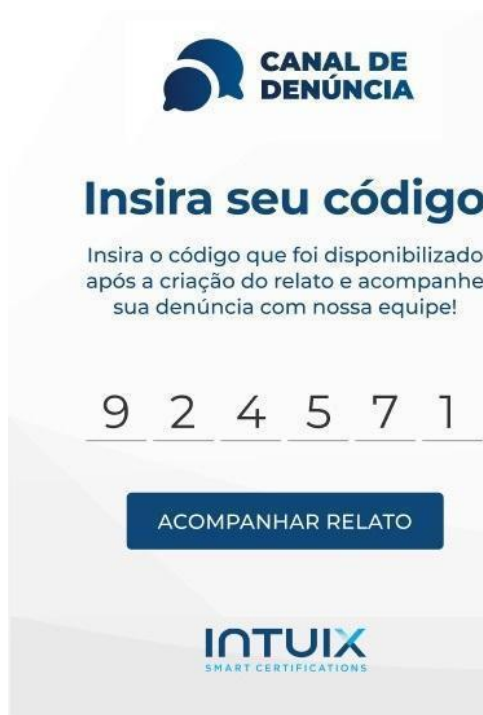 CANAL DE
DENÚNCIA
Insira seu código
Insira o código que foi disponibilizado
após a criação do relato e acompanhe
sua denúncia com nossa equipe!
9 2 4 5 7 1
ACOMPANHAR RELATO
INTUIX
SMART CERTIFICATIONS